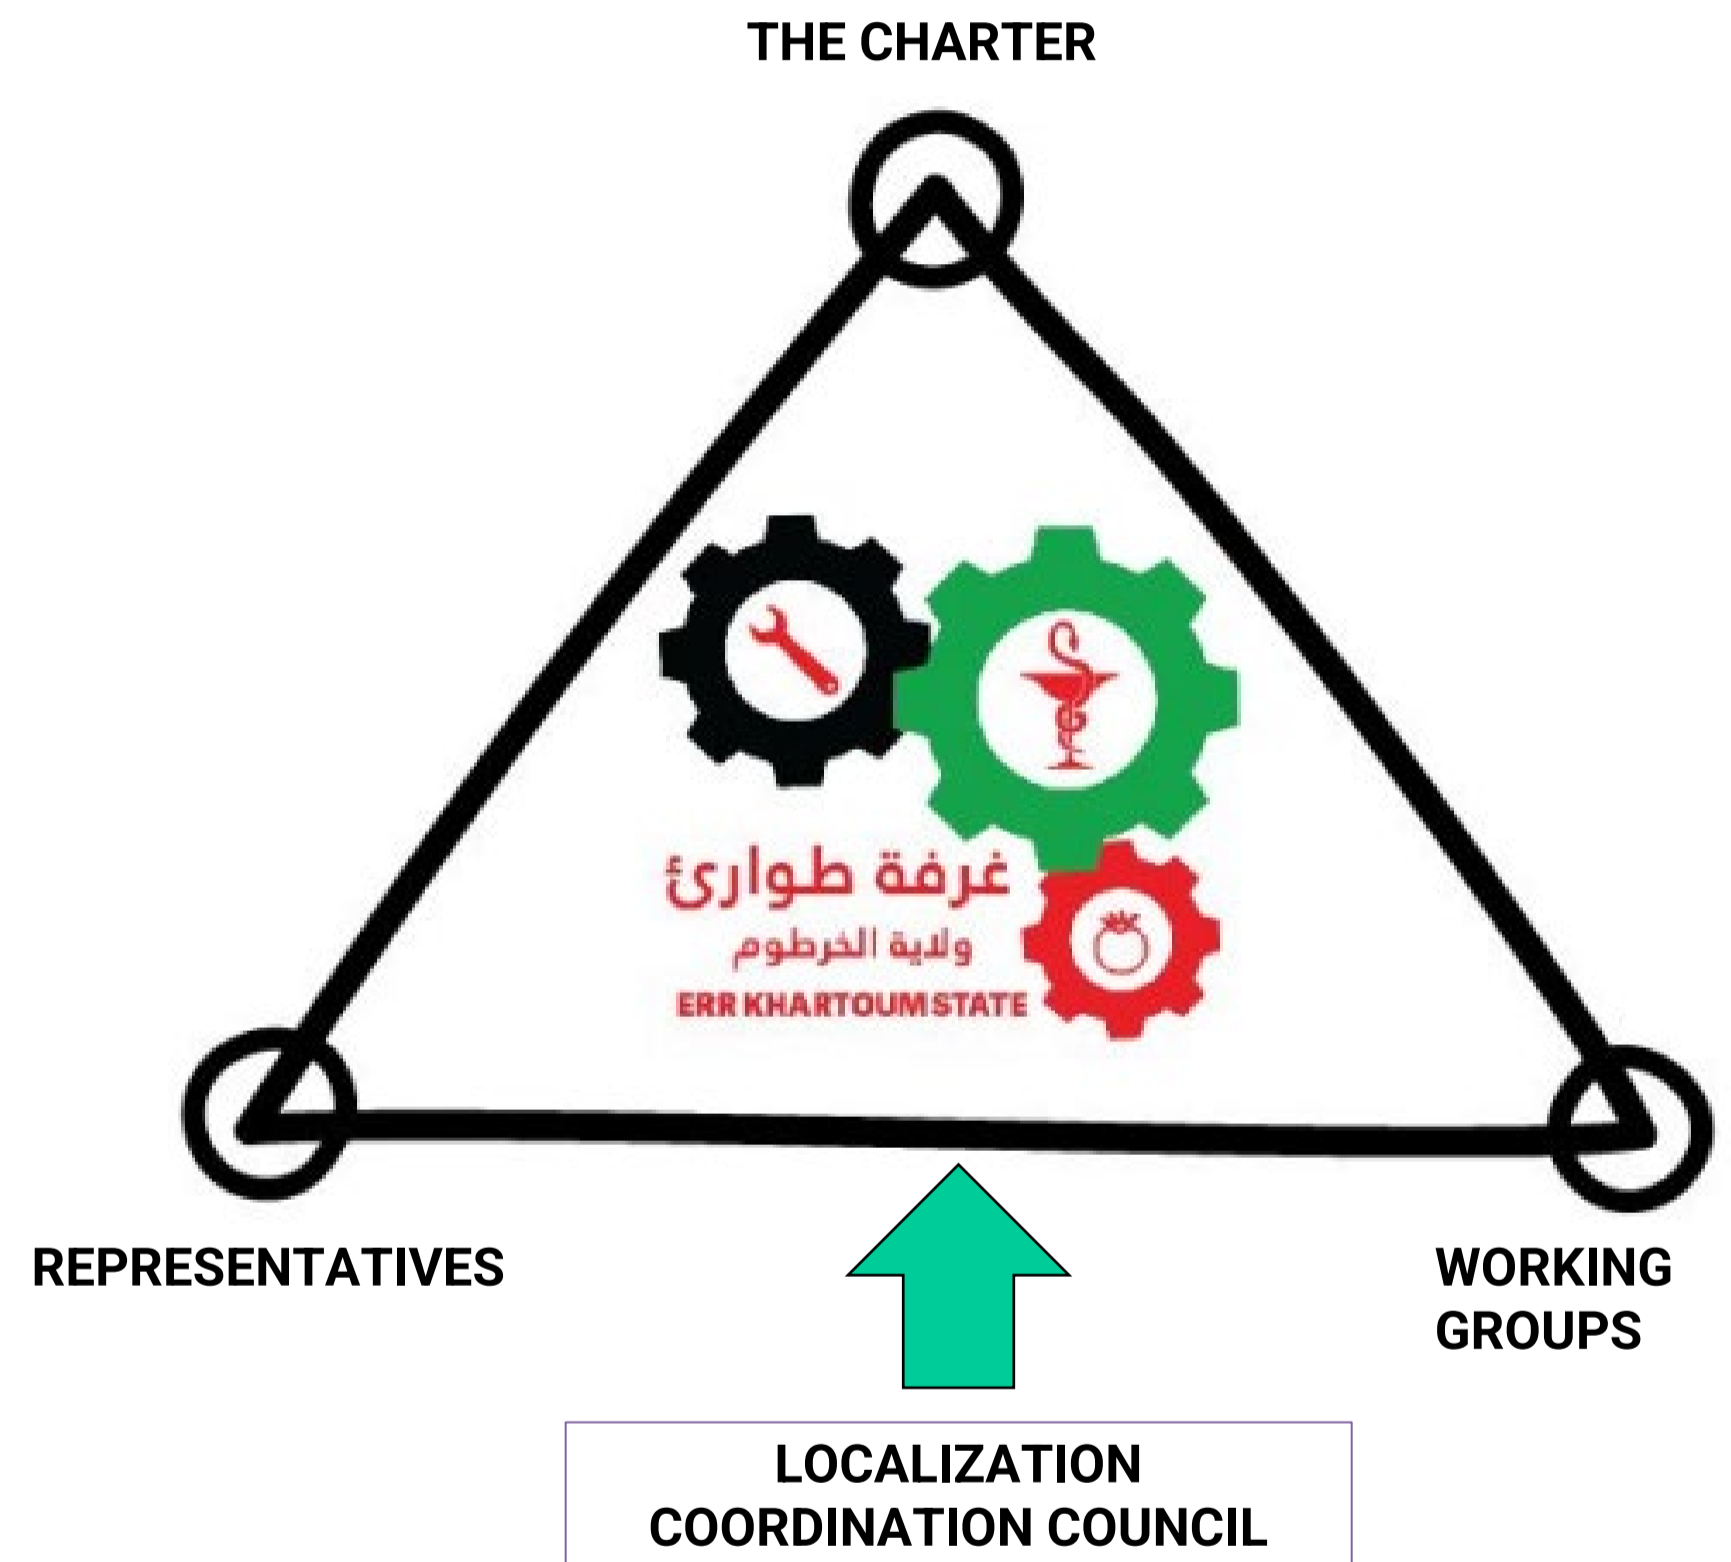 THE CHARTER
غرفة طوارئ
ولاية الخرطوم
ERR KHARTOUM STATE
REPRESENTATIVES
WORKING
GROUPS
LOCALIZATION
COORDINATION COUNCIL